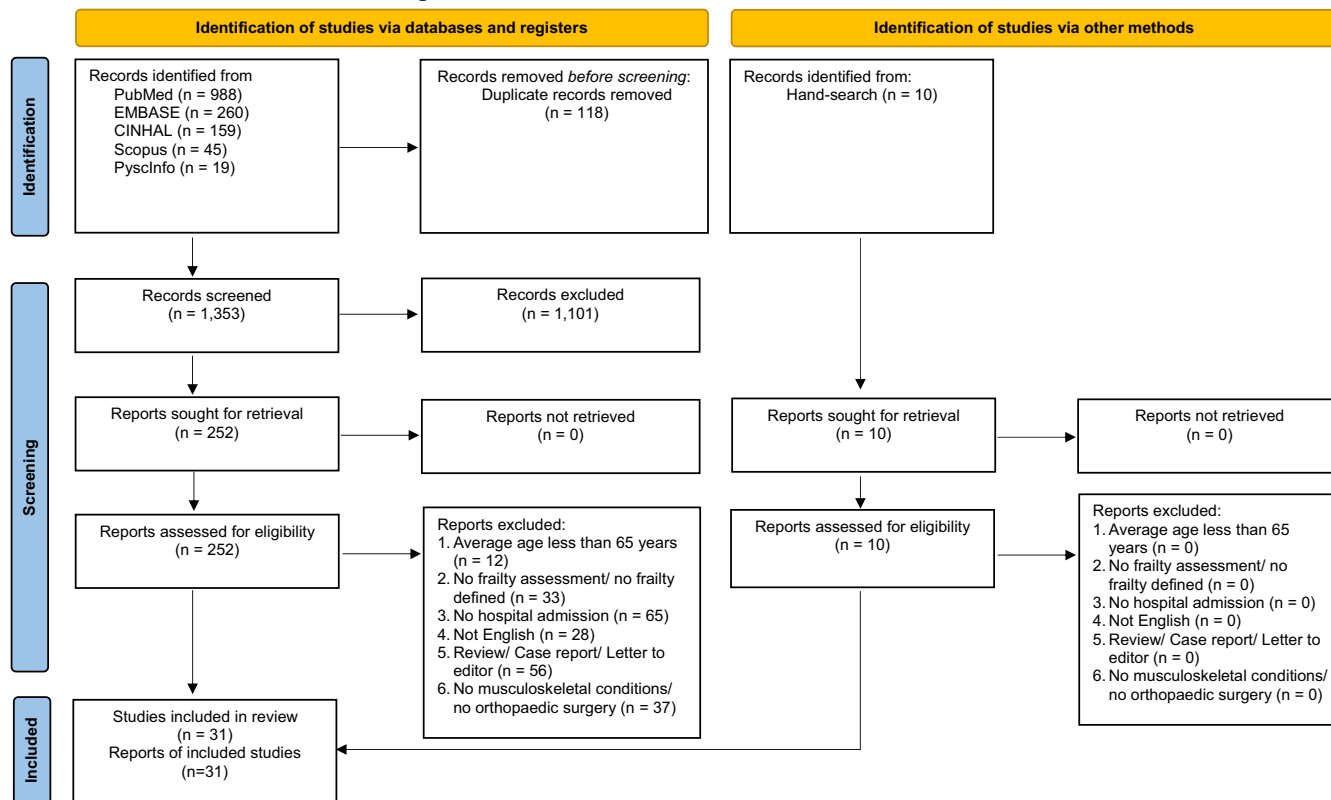 Identification of studies via databases and registers
Identification of studies via other methods
Identification
Records identified from
PubMed (n = 988)
EMBASE (n = 260)
CINHAL (n = 159)
Scopus (n = 45)
PyscInfo (n = 19)
Records removed before screening:
Duplicate records removed
(n = 118)
Records identified from:
Hand-search (n = 10)
Screening
Records screened
(n = 1,353)
Records excluded
(n = 1,101)
Reports sought for retrieval
(n = 252)
Reports not retrieved
(n = 0)
Reports sought for retrieval
(n = 10)
Reports not retrieved
(n = 0)
Reports assessed for eligibility
(n = 252)
Reports excluded:
1. Average age less than 65 years
(n = 12)
2. No frailty assessment/ no frailty
defined (n = 33)
3. No hospital admission (n = 65)
4. Not English (n = 28)
5. Review/ Case report/ Letter to
editor (n = 56)
6. No musculoskeletal conditions/
no orthopaedic surgery (n = 37)
Reports assessed for eligibility
(n = 10)
Reports excluded:
1. Average age less than 65
years (n = 0)
2. No frailty assessment/ no
frailty defined (n = 0)
3. No hospital admission (n = 0)
4. Not English (n = 0)
5. Review/ Case report/ Letter to
editor (n = 0)
6. No musculoskeletal conditions/
no orthopaedic surgery (n = 0)
Included
Studies included in review
(n = 31)
Reports of included studies
(n=31)